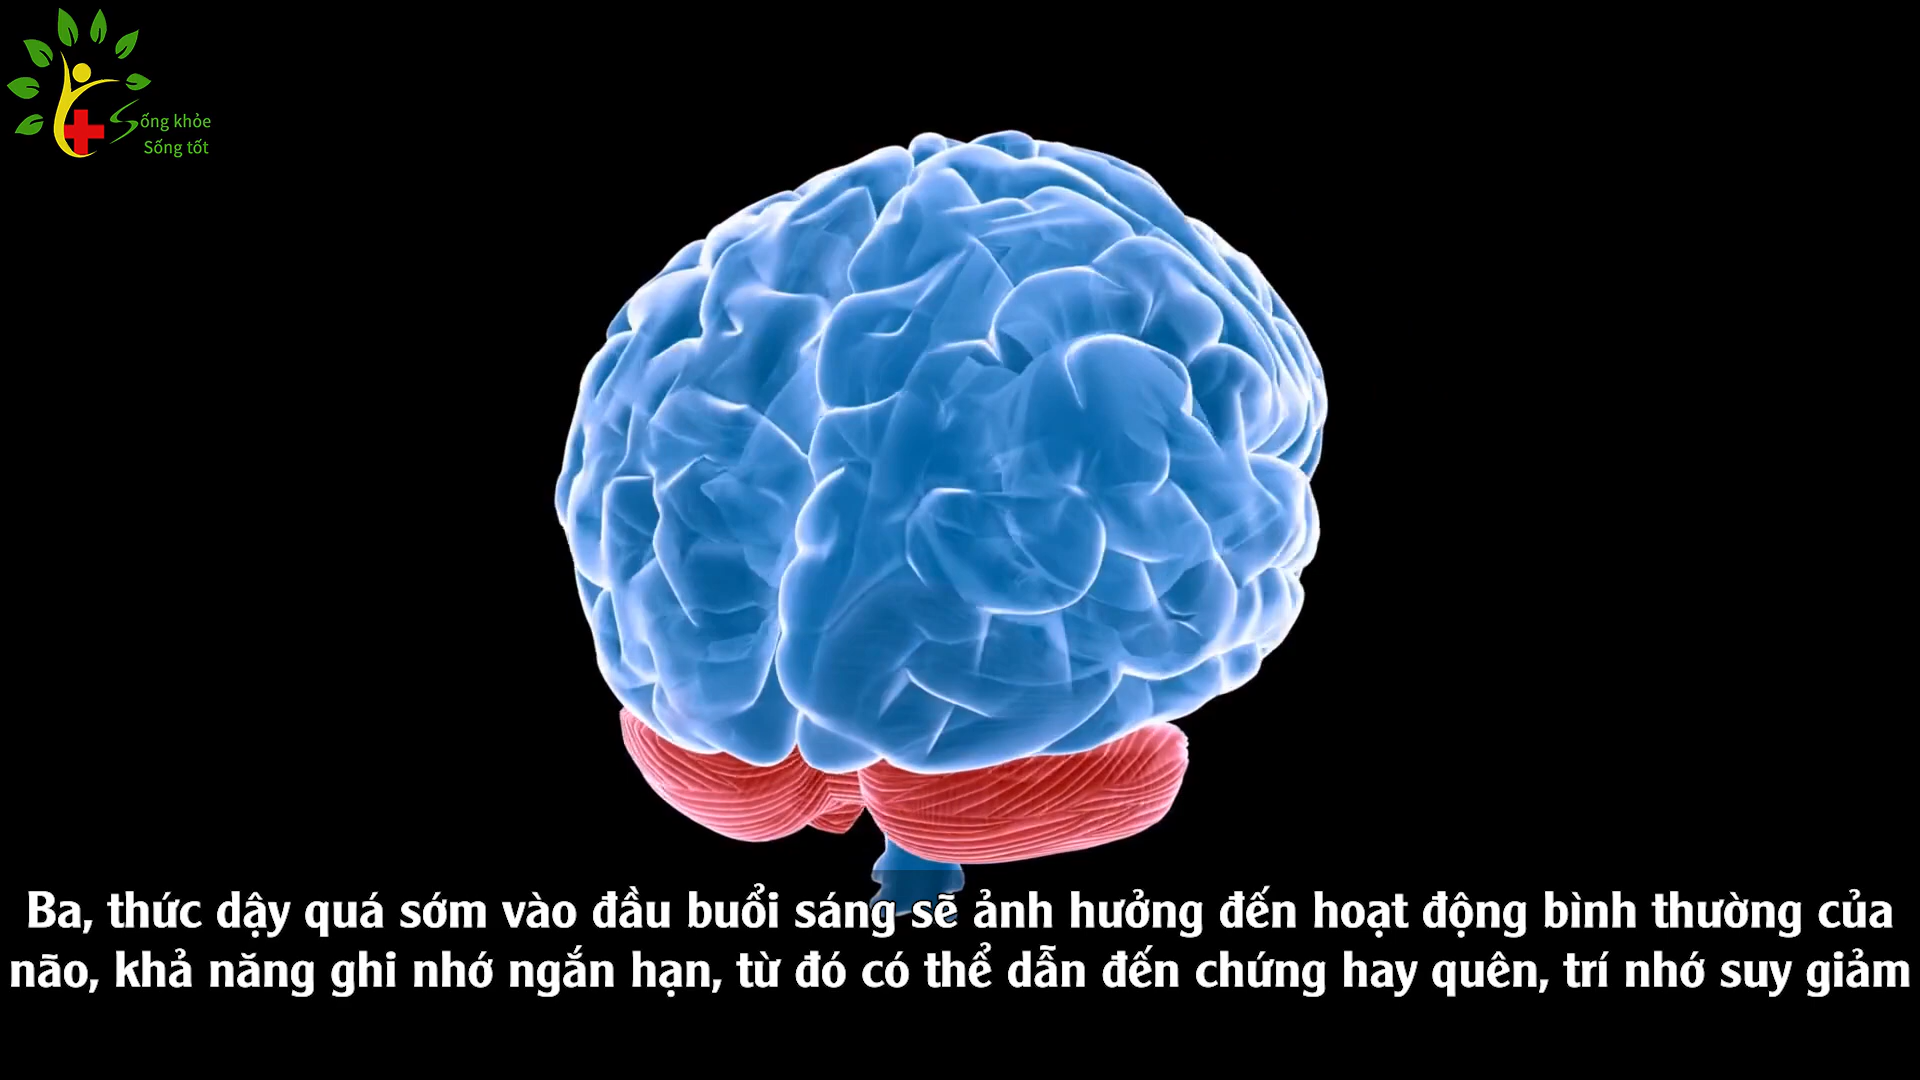 Sống khỏe
Sống tốt
Ba, thức dậy quá sớm vào đầu buổi sáng sẽ ảnh hưởng đến hoạt động bình thường của
não, khả năng ghi nhớ ngắn hạn, từ đó có thể dẫn đến chứng hay quên, trí nhớ suy giảm